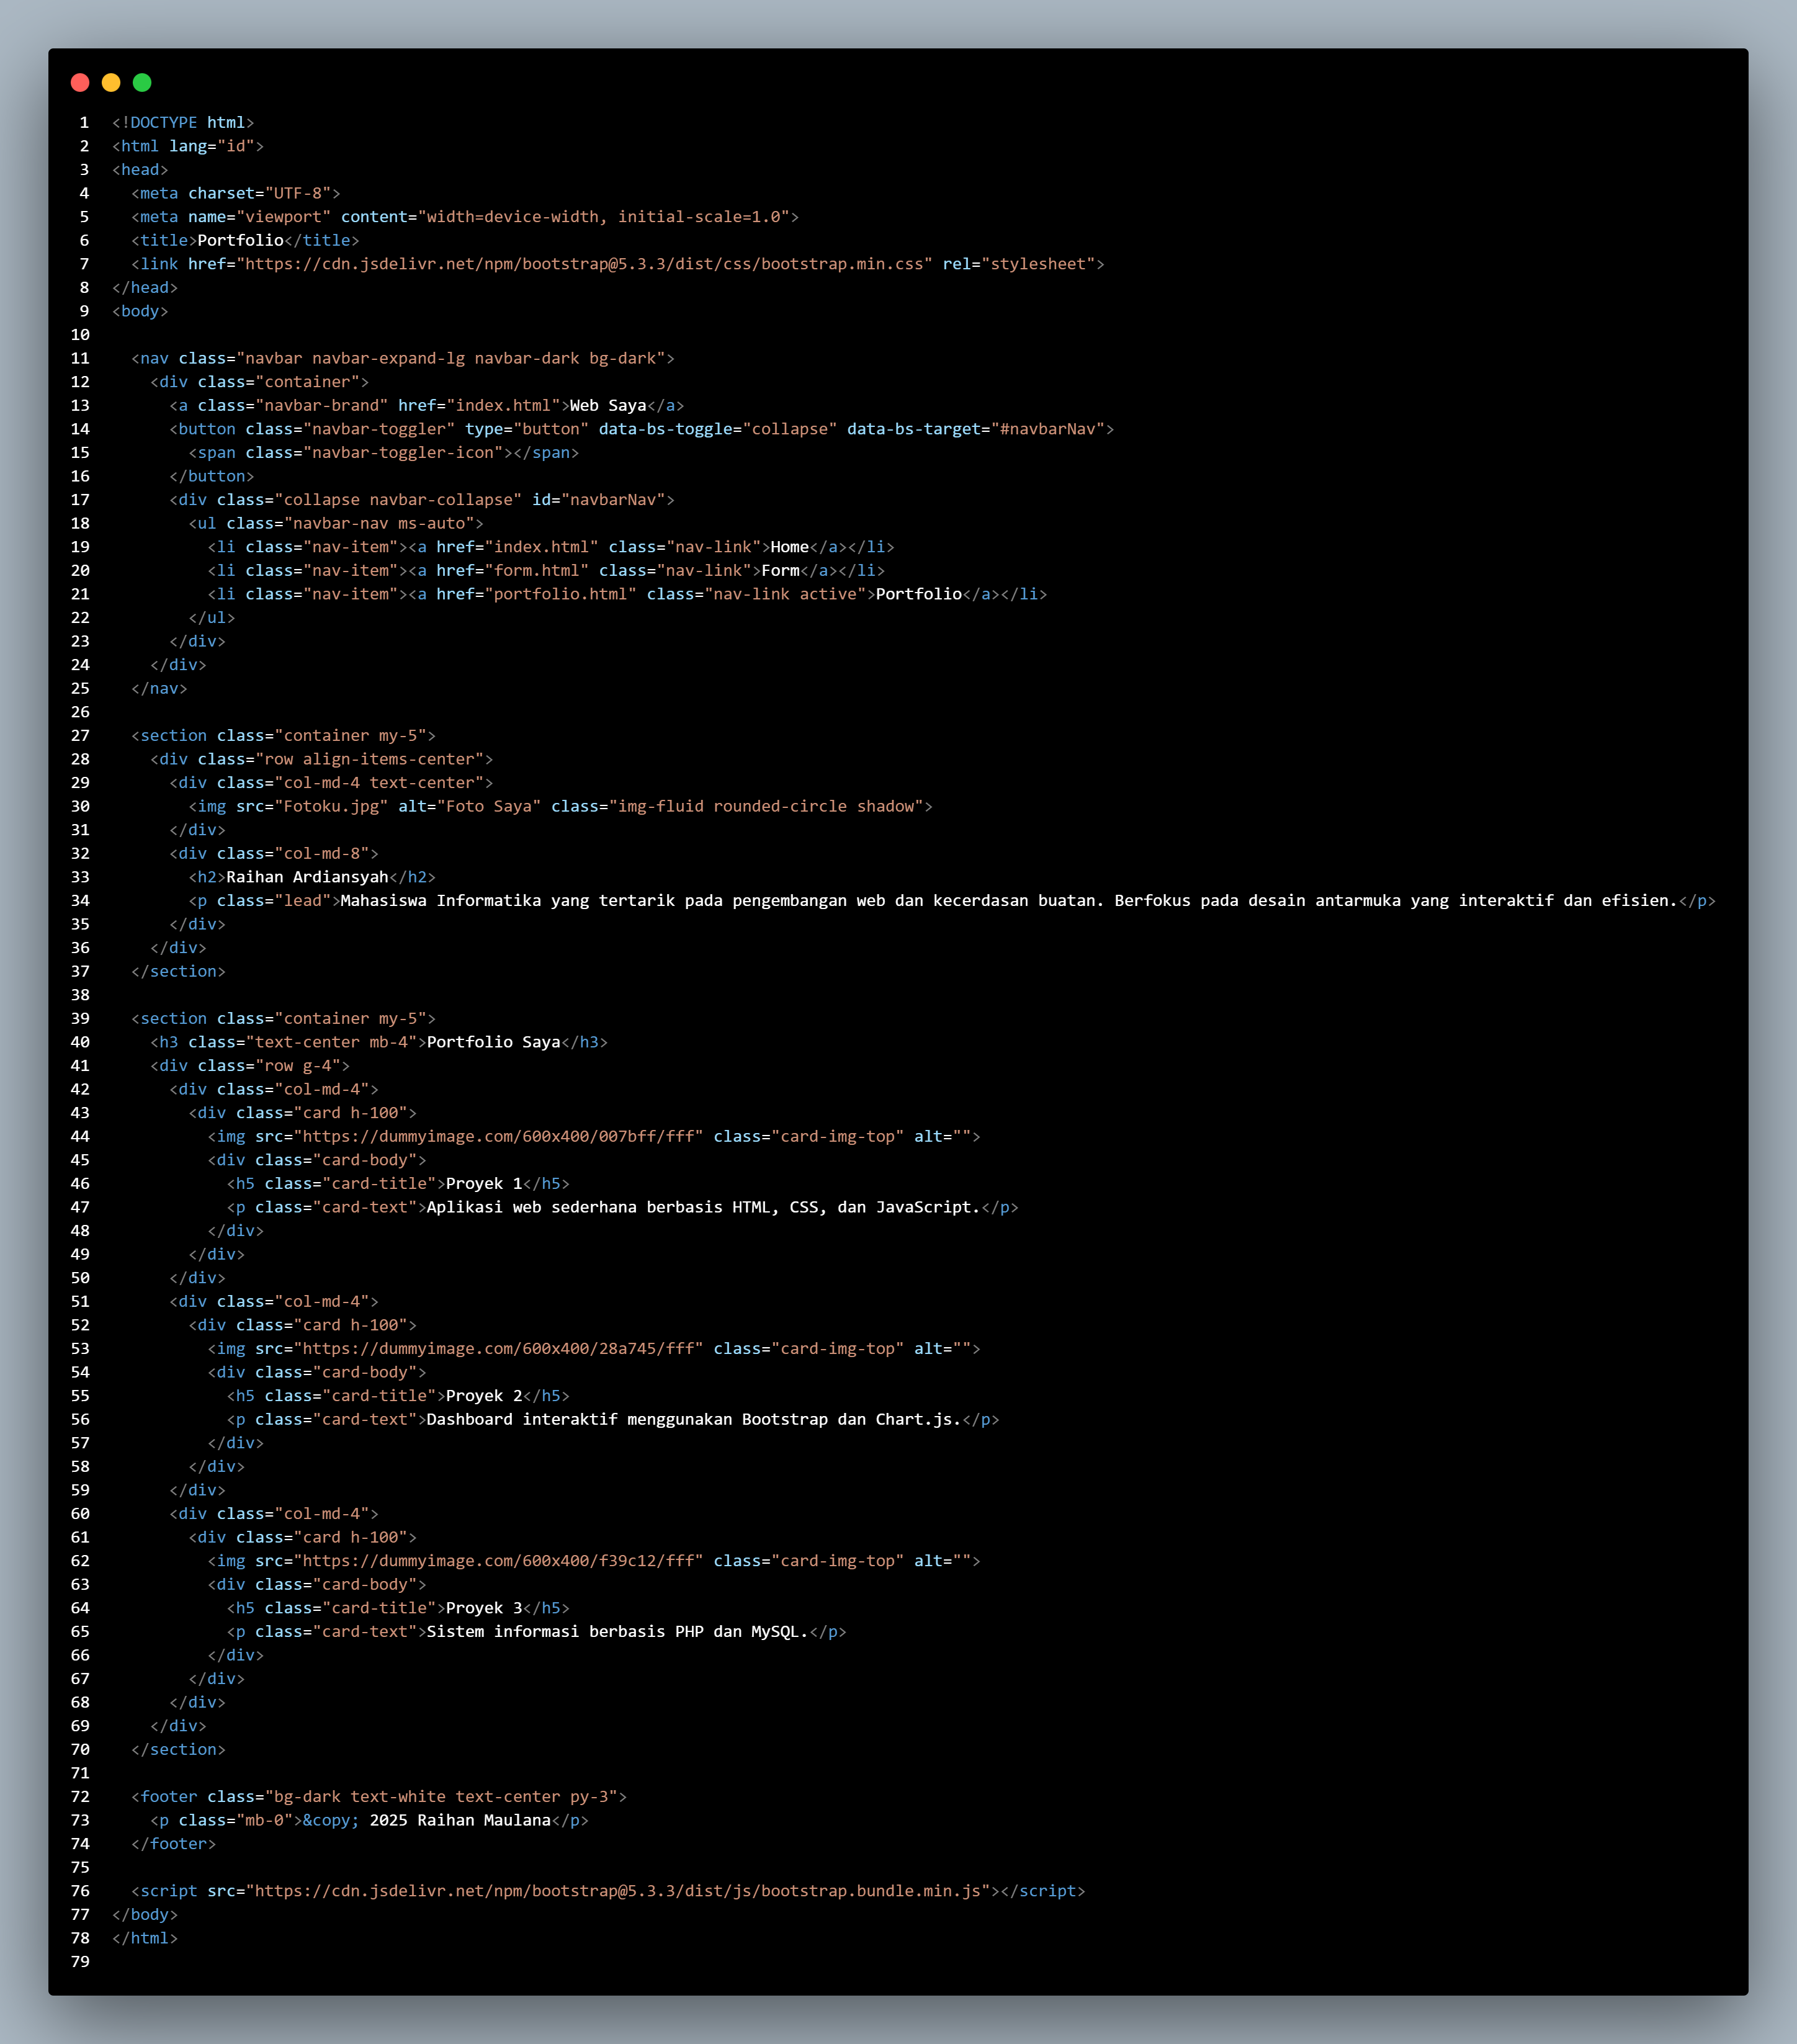 1 <!DOCTYPE html>
2 <html lang="id">
3 <head>
4   <meta charset="UTF-8">
5   <meta name="viewport" content="width=device-width, initial-scale=1.0">
6   <title>Portfolio</title>
7   <link href="https://cdn.jsdelivr.net/npm/bootstrap@5.3.3/dist/css/bootstrap.min.css" rel="stylesheet">
8 </head>
9 <body>
10
11   <nav class="navbar navbar-expand-lg navbar-dark bg-dark">
12     <div class="container">
13       <a class="navbar-brand" href="index.html">Web Saya</a>
14       <button class="navbar-toggler" type="button" data-bs-toggle="collapse" data-bs-target="#navbarNav">
15         <span class="navbar-toggler-icon"></span>
16       </button>
17       <div class="collapse navbar-collapse" id="navbarNav">
18         <ul class="navbar-nav ms-auto">
19           <li class="nav-item"><a href="index.html" class="nav-link">Home</a></li>
20           <li class="nav-item"><a href="form.html" class="nav-link">Form</a></li>
21           <li class="nav-item"><a href="portfolio.html" class="nav-link active">Portfolio</a></li>
22         </ul>
23       </div>
24     </div>
25   </nav>
26
27   <section class="container my-5">
28     <div class="row align-items-center">
29       <div class="col-md-4 text-center">
30         <img src="Fotoku.jpg" alt="Foto Saya" class="img-fluid rounded-circle shadow">
31       </div>
32       <div class="col-md-8">
33         <h2>Raihan Ardiansyah</h2>
34         <p class="lead">Mahasiswa Informatika yang tertarik pada pengembangan web dan kecerdasan buatan. Berfokus pada desain antarmuka yang interaktif dan efisien.</p>
35       </div>
36     </div>
37   </section>
38
39   <section class="container my-5">
40     <h3 class="text-center mb-4">Portfolio Saya</h3>
41     <div class="row g-4">
42       <div class="col-md-4">
43         <div class="card h-100">
44           <img src="https://dummyimage.com/600x400/007bff/fff" class="card-img-top" alt="">
45           <div class="card-body">
46             <h5 class="card-title">Proyek 1</h5>
47             <p class="card-text">Aplikasi web sederhana berbasis HTML, CSS, dan JavaScript.</p>
48           </div>
49         </div>
50       </div>
51       <div class="col-md-4">
52         <div class="card h-100">
53           <img src="https://dummyimage.com/600x400/28a745/fff" class="card-img-top" alt="">
54           <div class="card-body">
55             <h5 class="card-title">Proyek 2</h5>
56             <p class="card-text">Dashboard interaktif menggunakan Bootstrap dan Chart.js.</p>
57           </div>
58         </div>
59       </div>
60       <div class="col-md-4">
61         <div class="card h-100">
62           <img src="https://dummyimage.com/600x400/f39c12/fff" class="card-img-top" alt="">
63           <div class="card-body">
64             <h5 class="card-title">Proyek 3</h5>
65             <p class="card-text">Sistem informasi berbasis PHP dan MySQL.</p>
66           </div>
67         </div>
68       </div>
69     </div>
70   </section>
71
72   <footer class="bg-dark text-white text-center py-3">
73     <p class="mb-0">&copy; 2025 Raihan Maulana</p>
74   </footer>
75
76   <script src="https://cdn.jsdelivr.net/npm/bootstrap@5.3.3/dist/js/bootstrap.bundle.min.js"></script>
77 </body>
78 </html>
79